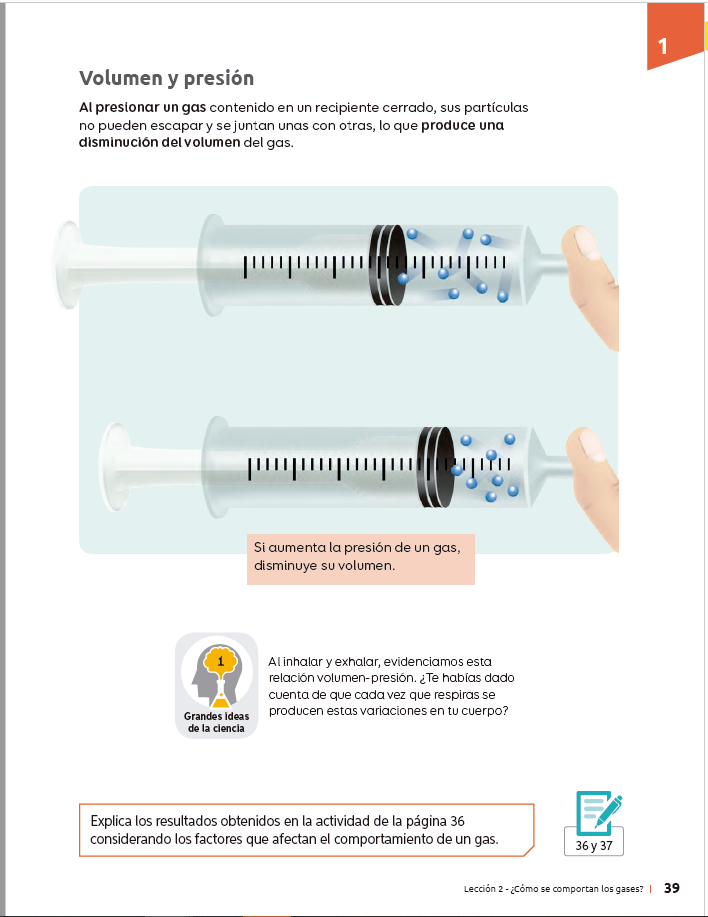 1
Volumen y presión
Al presionar un gas contenido en un recipiente cerrado, sus partículas
no pueden escapar y se juntan unas con otras, lo que produce una
disminución del volumen del gas.
Si aumenta la presión de un gas,
disminuye su volumen.
1
Grandes ideas
de la ciencia
Al inhalar y exhalar, evidenciamos esta
relación volumen-presión. ¿Te habías dado
cuenta de que cada vez que respiras se
producen estas variaciones en tu cuerpo?
Explica los resultados obtenidos en la actividad de la página 36
considerando los factores que afectan el comportamiento de un gas.
36 y 37
Lección 2 - ¿Cómo se comportan los gases? | 39